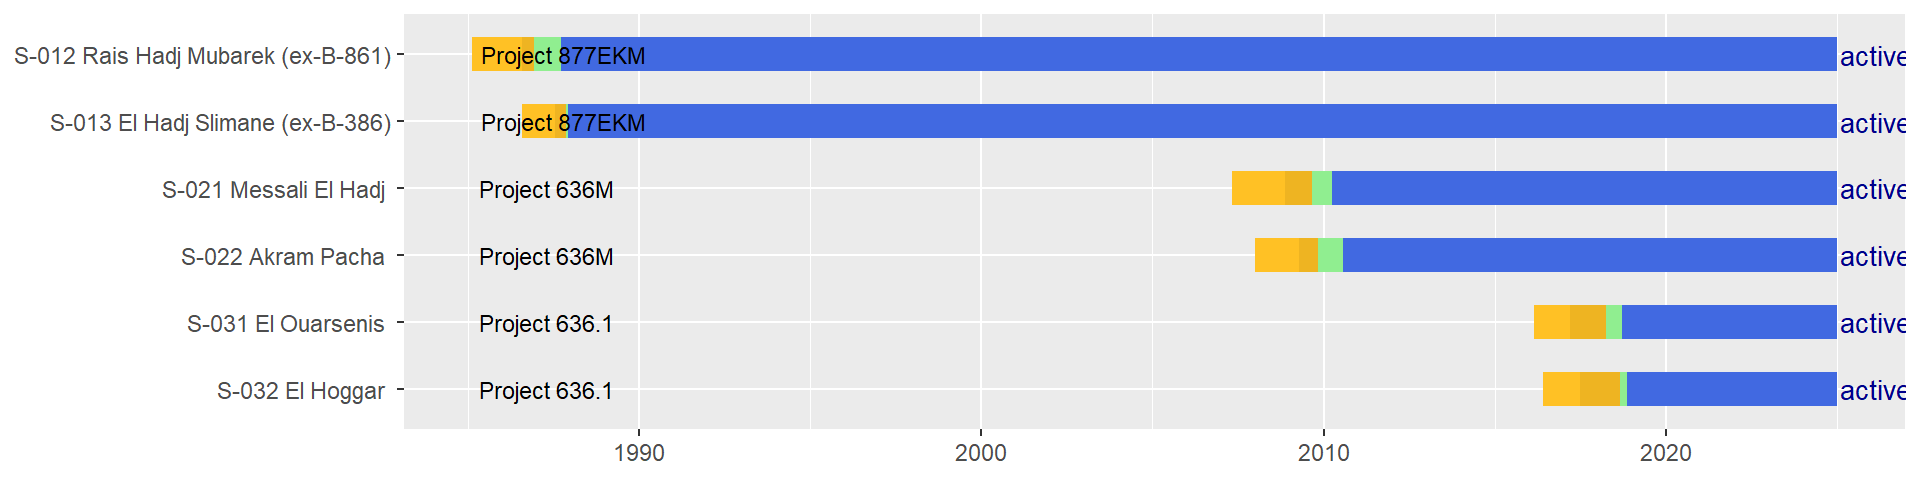 S-012 Rais Hadj Mubarek (ex-B-861) Project 877EKM active
S-013 El Hadj Slimane (ex-B-386) Project 877EKM active
S-021 Messali El Hadj Project 636M active
S-022 Akram Pacha Project 636M active
S-031 El Ouarsenis Project 636.1 active
S-032 El Hoggar Project 636.1 active
1990 2000 2010 2020